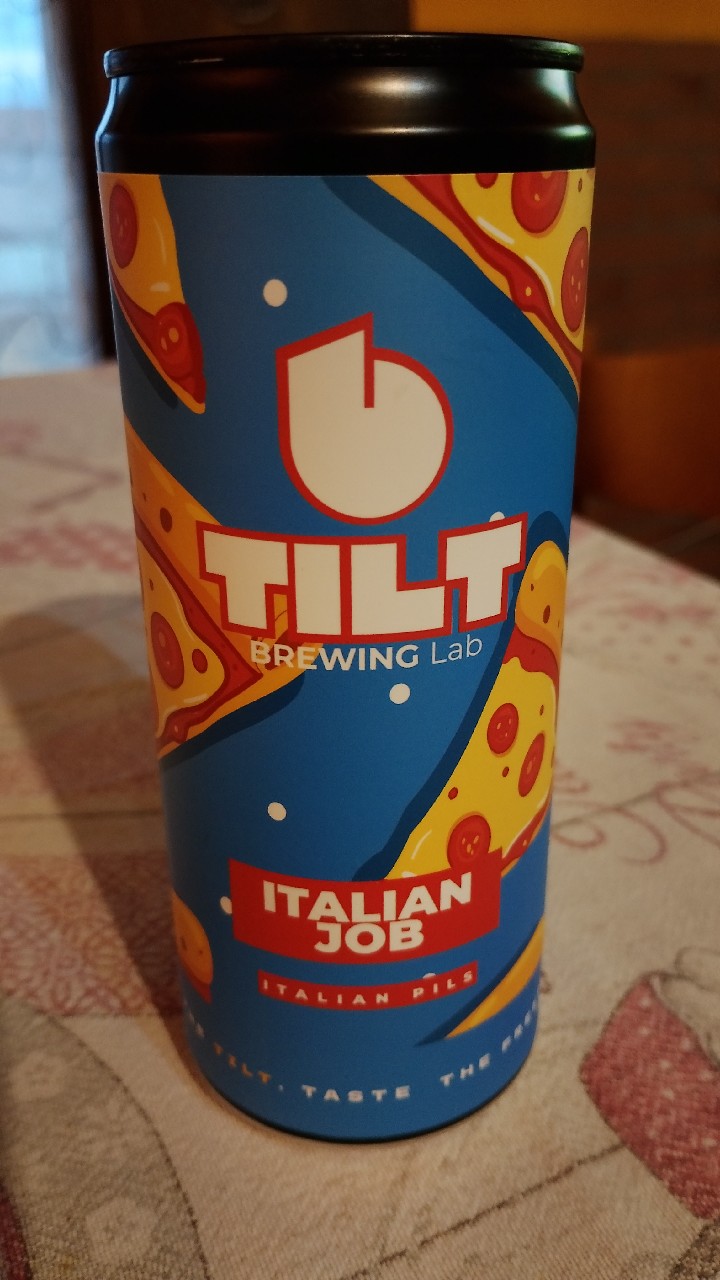 b
TILT
BREWING Lab
ITALIAN
JOB
ITALIAN PILS
TILT. TASTE THE